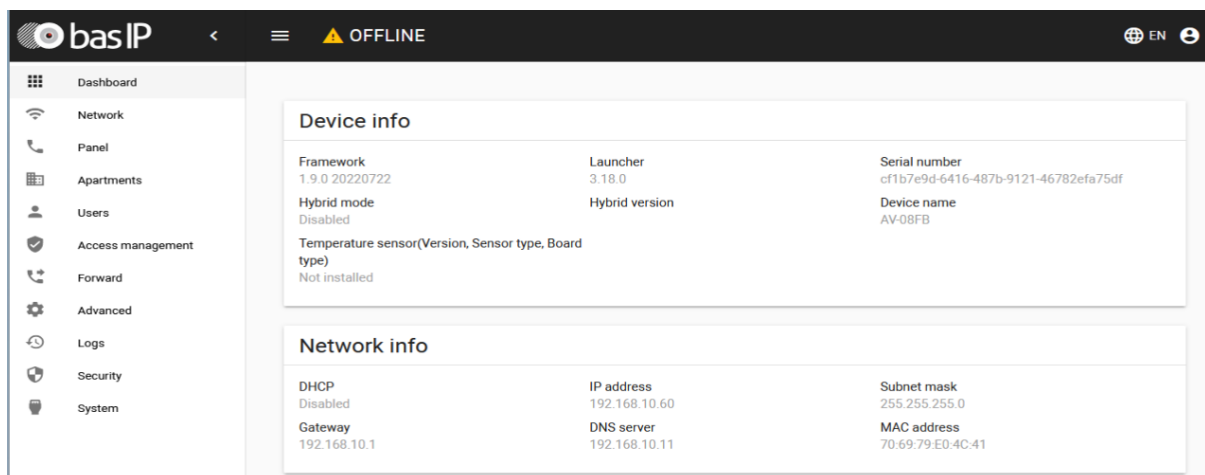 bas IP
OFFLINE
EN
Dashboard
Network
Panel
Apartments
Users
Access management
Forward
Advanced
Logs
Security
System
Device info
Framework
1.9.0 20220722
Launcher
3.18.0
Serial number
cf1b7e9d-6416-487b-9121-46782efa75df
Hybrid mode
Disabled
Hybrid version
Device name
AV-08FB
Temperature sensor(Version, Sensor type, Board
type)
Not installed
Network info
DHCP
Disabled
IP address
192.168.10.60
Subnet mask
255.255.255.0
Gateway
192.168.10.1
DNS server
192.168.10.11
MAC address
70:69:79:E0:4C:41